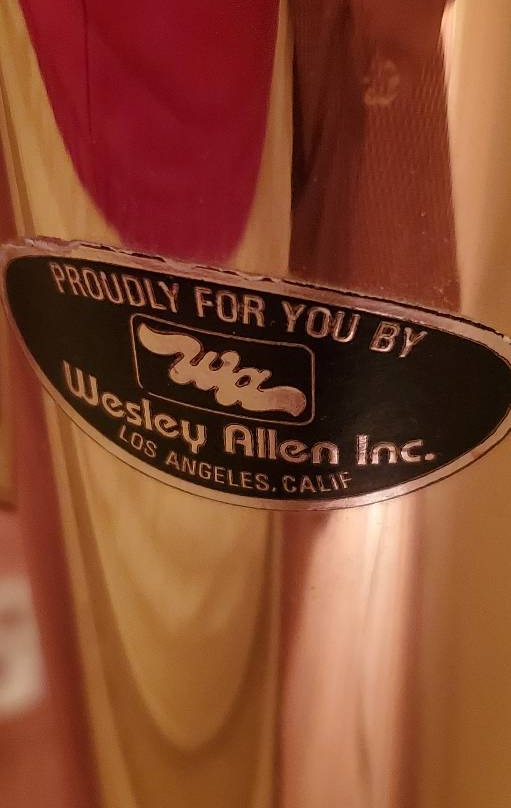 PROUDLY FOR YOU BY
wa
Wesley Allen Inc.
LOS ANGELES, CALIF